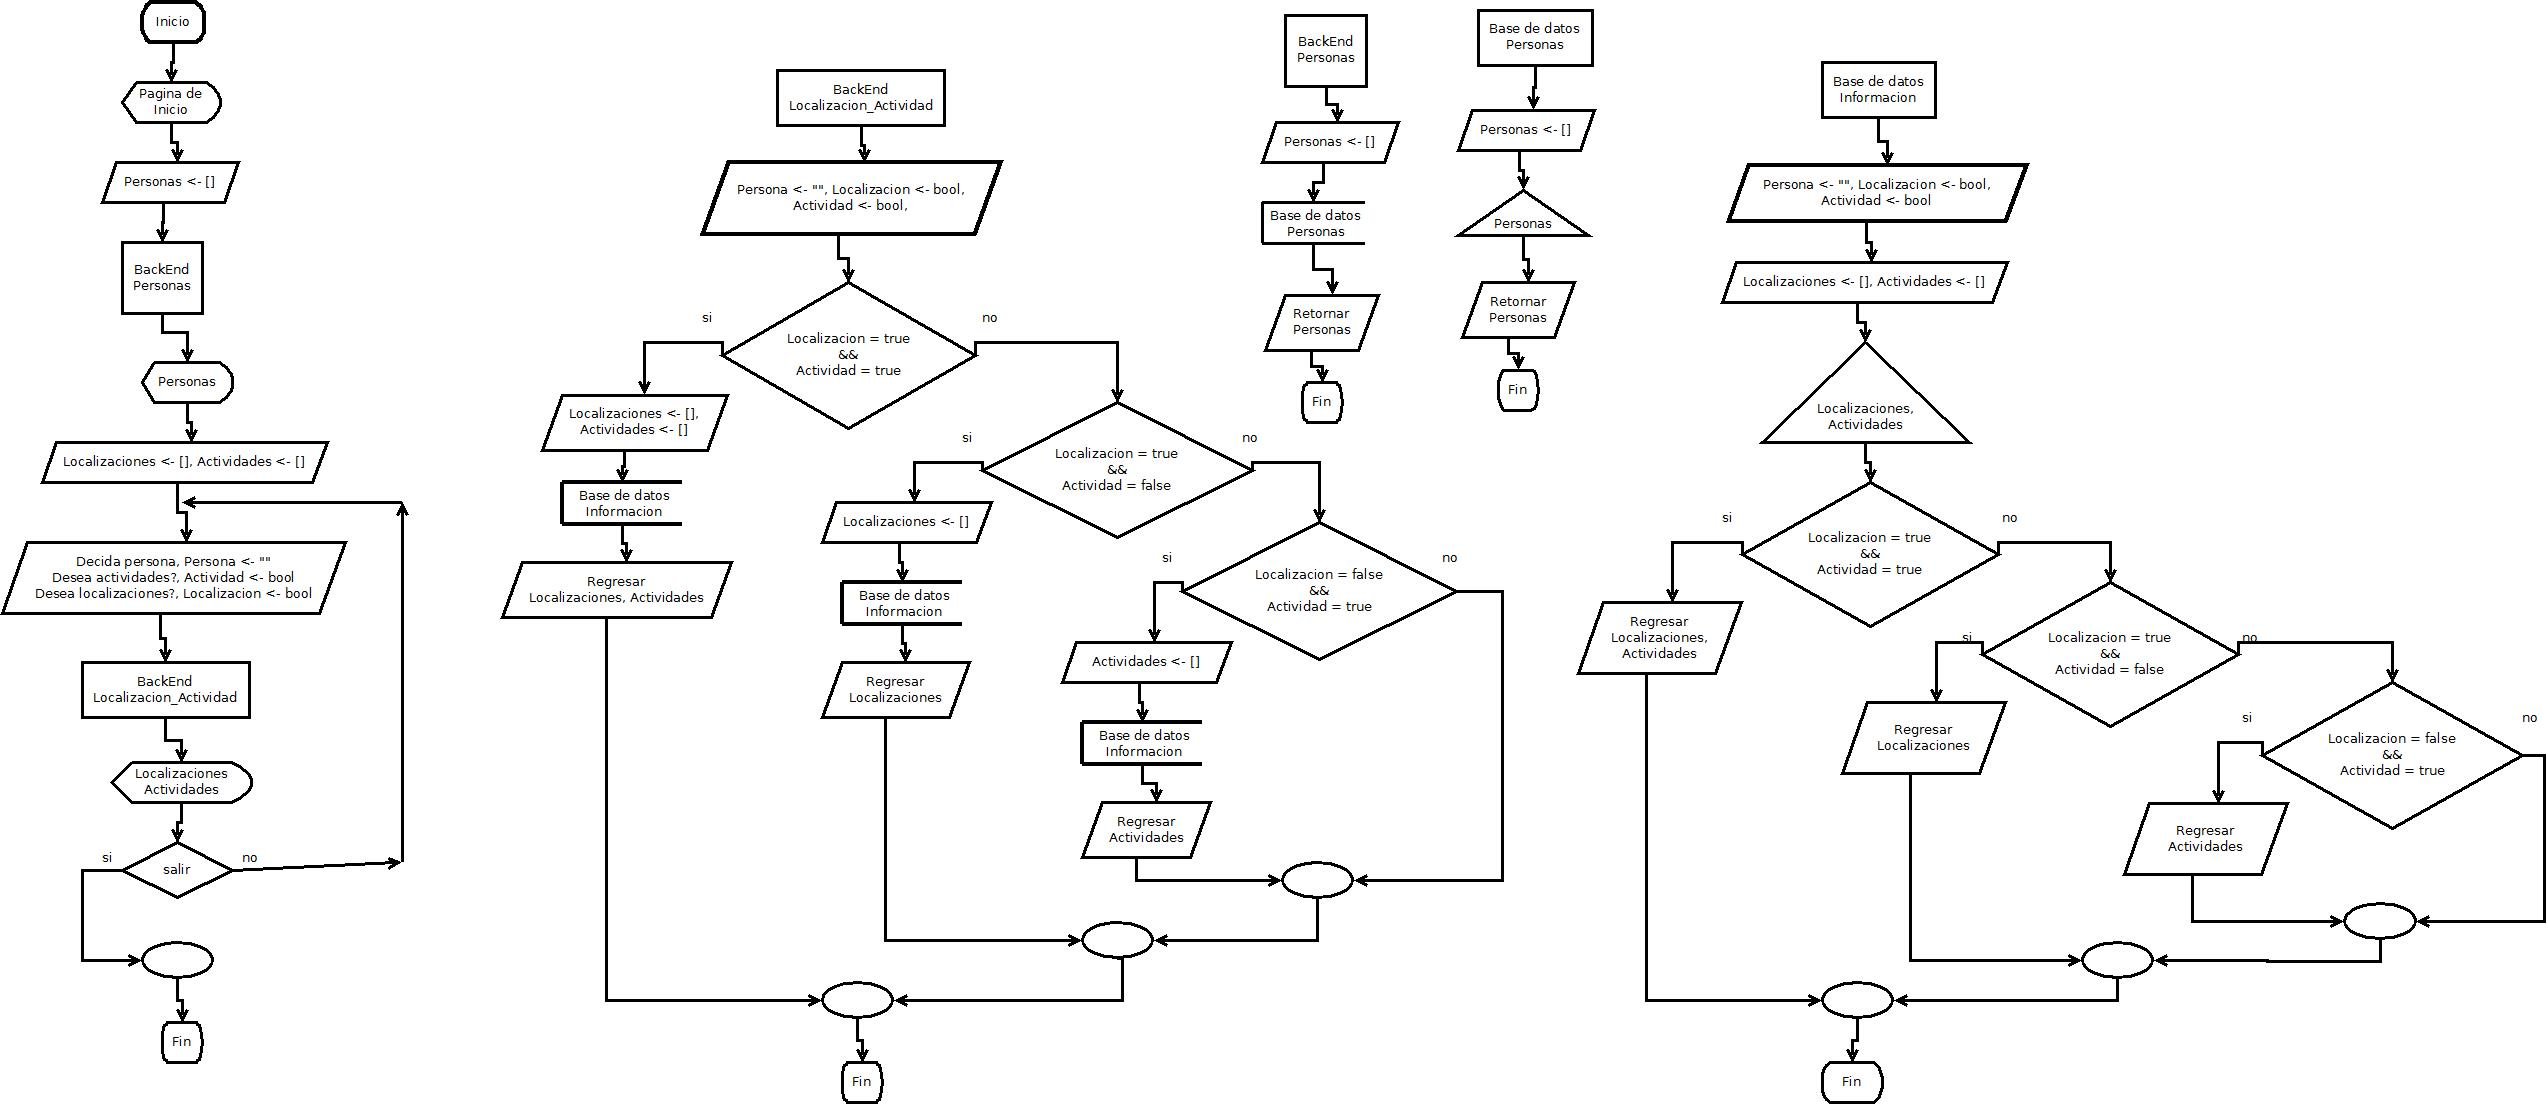 Inicio
Pagina de
Inicio
Personas <- []
BackEnd
Personas
Personas
Localizaciones <- [], Actividades <- []
Decida persona, Persona <- ""
Desea actividades?, Actividad <- bool
Desea localizaciones?, Localizacion <- bool
BackEnd
Localizacion_Actividad
Localizaciones
Actividades
si
no
salir
Fin
BackEnd
Localizacion_Actividad
Persona <- "", Localizacion <- bool,
Actividad <- bool,
si
no
Localizacion = true
&&
Actividad = true
Localizaciones <- [],
Actividades <- []
Base de datos
Informacion
Regresar
Localizaciones, Actividades
si
no
Localizacion = true
&&
Actividad = false
Localizaciones <- []
Base de datos
Informacion
Regresar
Localizaciones
si
no
Localizacion = false
&&
Actividad = true
Actividades <- []
Base de datos
Informacion
Regresar
Actividades
Fin
BackEnd
Personas
Personas <- []
Base de datos
Personas
Retornar
Personas
Fin
Base de datos
Personas
Personas <- []
Personas
Retornar
Personas
Fin
Base de datos
Informacion
Persona <- "", Localizacion <- bool,
Actividad <- bool
Localizaciones <- [], Actividades <- []
Localizaciones,
Actividades
si
no
Localizacion = true
&&
Actividad = true
Regresar
Localizaciones,
Actividades
si
no
Localizacion = true
&&
Actividad = false
Regresar
Localizaciones
si
no
Localizacion = false
&&
Actividad = true
Regresar
Actividades
Fin